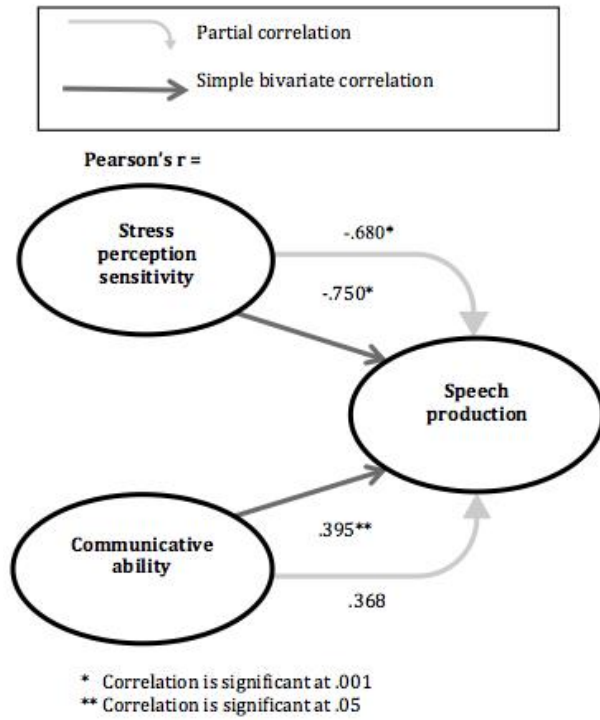 Partial correlation
Simple bivariate correlation
Pearson's r =
Stress
perception
sensitivity
-.680*
-.750*
Speech
production
Communicative
ability
.395**
.368
* Correlation is significant at .001
** Correlation is significant at .05